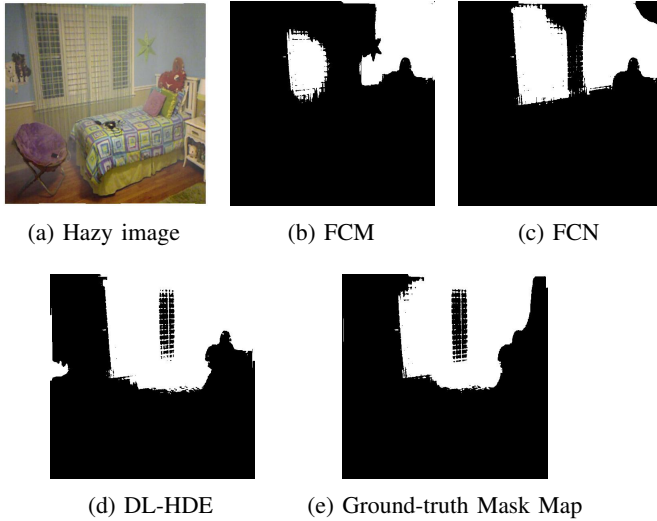 (a) Hazy image
(b) FCM
(c) FCN
(d) DL-HDE
(e) Ground-truth Mask Map